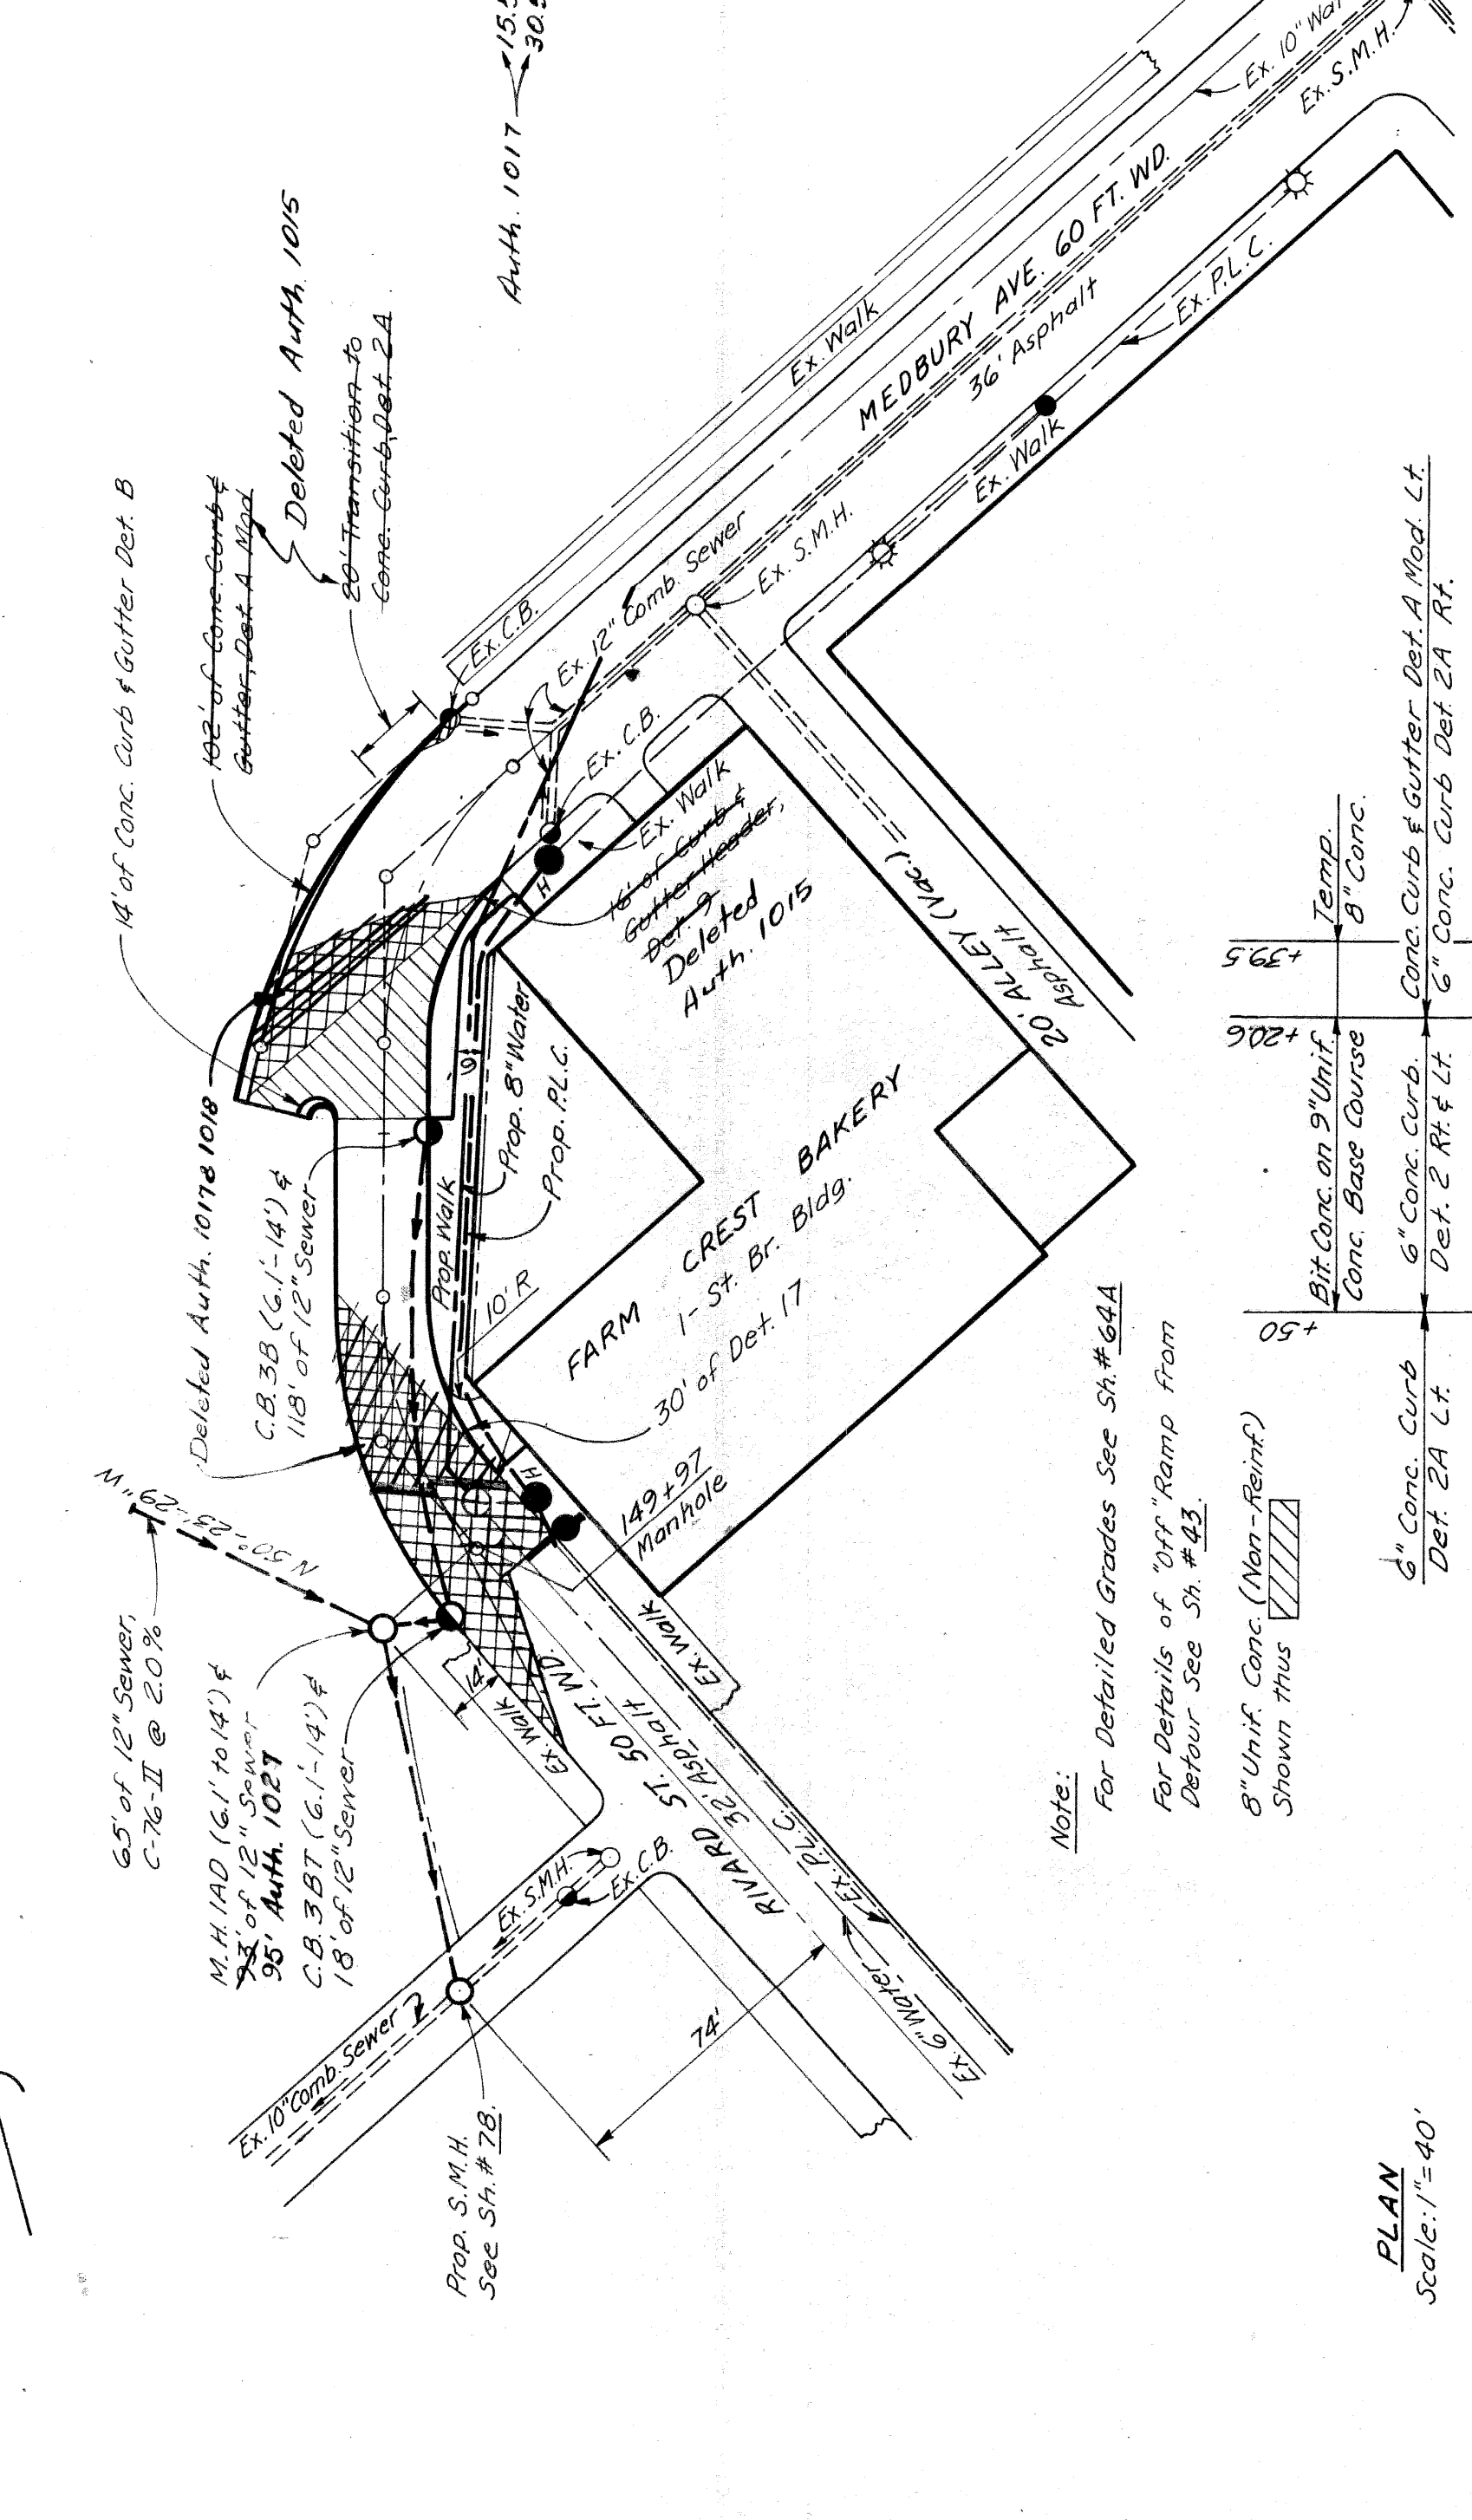 65' of 12" Sewer,
C-76-II @ 2.0%
N 50°-23'-29" W
M.H. 1AD (6.1' to 14') &
93' of 12" Sewer
95' Auth. 1027
C.B. 3BT (6.1'-14') &
18' of 12" Sewer
Deleted Auth. 1017 & 1018
C.B. 3B (6.1'-14') &
118' of 12" Sewer
14' of Conc. Curb & Gutter Det. B
102' of Conc. Curb &
Gutter, Det. A Mod
Deleted Auth. 1015
20' Transition to
Conc. Curb, Det. 2A
Auth. 1017
15.5
30.5
Ex. 10" Comb. Sewer
Prop. S.M.H.
See Sh. #78.
Ex. S.M.H.
Ex. C.B.
74'
14'
Ex. Walk
RIVARD ST. 50 FT. WD.
32' Asphalt
Ex. P.L.C.
Ex. 6" Water
Ex. Walk
149+97
Manhole
H
30' of Det. 17
10' R
Prop. Walk
Prop. 8" Water
Prop. P.L.C.
6'
FARM CREST BAKERY
1-St. Br. Bldg.
H
16' of Curb &
Gutter Header,
Det. 9
Deleted
Auth. 1015
Ex. Walk
Ex. C.B.
Ex. C.B.
Ex. 12" Comb. Sewer
Ex. S.M.H.
20' ALLEY (Vac.)
Asphalt
Ex. Walk
MEDBURY AVE. 60 FT. WD.
36' Asphalt
Ex. Walk
Ex. P.L.C.
Ex. 10" Wat
Ex. S.M.H.
Note:
For Detailed Grades See Sh. #64A
For Details of "Off" Ramp from
Detour See Sh. #43.
8" Unif. Conc. (Non-Reinf.)
Shown thus
+50
+20.6
+39.5
Bit. Conc. on 9" Unif.
Conc. Base Course
Temp.
8" Conc.
6" Conc. Curb
Det. 2A Lt.
6" Conc. Curb.
Det. 2 Rt. & Lt.
Conc. Curb & Gutter Det. A Mod. Lt.
6" Conc. Curb Det 2A Rt.
PLAN
Scale: 1"=40'